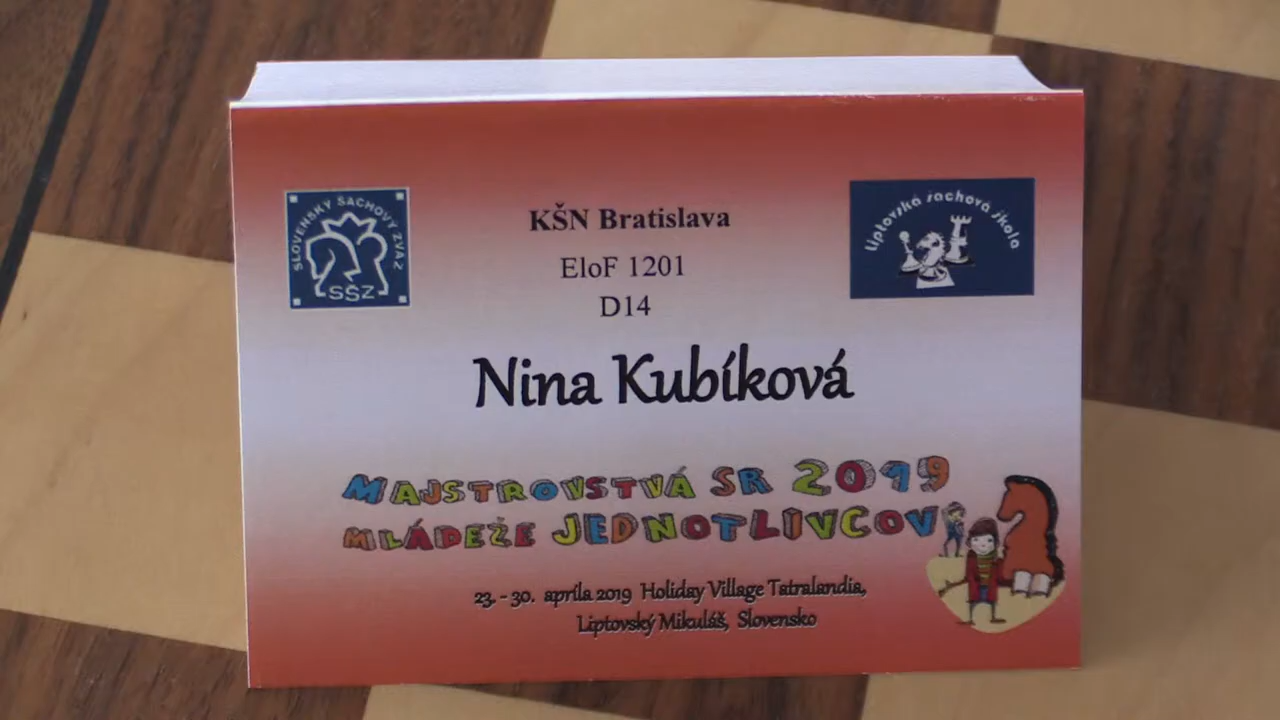 SLOVENSKÝ ŠACHOVÝ ZVÄZ
SŠZ
KŠN Bratislava
EloF 1201
D14
Liptovská šachová škola
Nina Kubíková
MAJSTROVSTVÁ SR 2019
MLÁDEŽE JEDNOTLIVCOV
23. - 30. apríla 2019 Holiday Village Tatralandia,
Liptovský Mikuláš, Slovensko